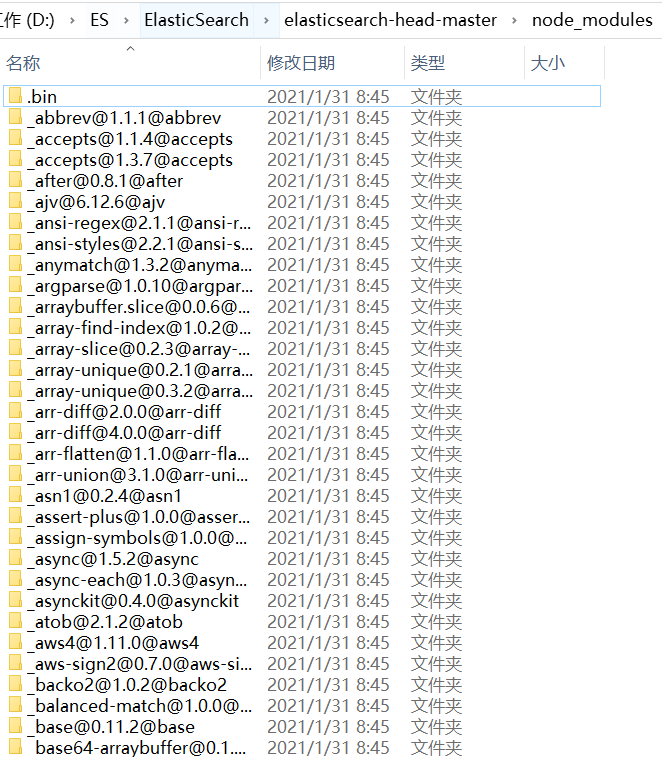 工作 (D:) › ES › ElasticSearch › elasticsearch-head-master › node_modules
名称 修改日期 类型 大小
.bin 2021/1/31 8:45 文件夹
_abbrev@1.1.1@abbrev 2021/1/31 8:45 文件夹
_accepts@1.1.4@accepts 2021/1/31 8:45 文件夹
_accepts@1.3.7@accepts 2021/1/31 8:45 文件夹
_after@0.8.1@after 2021/1/31 8:45 文件夹
_ajv@6.12.6@ajv 2021/1/31 8:45 文件夹
_ansi-regex@2.1.1@ansi-r... 2021/1/31 8:45 文件夹
_ansi-styles@2.2.1@ansi-s... 2021/1/31 8:45 文件夹
_anymatch@1.3.2@anyma... 2021/1/31 8:45 文件夹
_argparse@1.0.10@argpar... 2021/1/31 8:45 文件夹
_arraybuffer.slice@0.0.6@... 2021/1/31 8:45 文件夹
_array-find-index@1.0.2@... 2021/1/31 8:45 文件夹
_array-slice@0.2.3@array-... 2021/1/31 8:45 文件夹
_array-unique@0.2.1@arra... 2021/1/31 8:45 文件夹
_array-unique@0.3.2@arra... 2021/1/31 8:45 文件夹
_arr-diff@2.0.0@arr-diff 2021/1/31 8:45 文件夹
_arr-diff@4.0.0@arr-diff 2021/1/31 8:45 文件夹
_arr-flatten@1.1.0@arr-fla... 2021/1/31 8:45 文件夹
_arr-union@3.1.0@arr-uni... 2021/1/31 8:45 文件夹
_asn1@0.2.4@asn1 2021/1/31 8:45 文件夹
_assert-plus@1.0.0@asser... 2021/1/31 8:45 文件夹
_assign-symbols@1.0.0@... 2021/1/31 8:45 文件夹
_async@1.5.2@async 2021/1/31 8:45 文件夹
_async-each@1.0.3@asyn... 2021/1/31 8:45 文件夹
_asynckit@0.4.0@asynckit 2021/1/31 8:45 文件夹
_atob@2.1.2@atob 2021/1/31 8:45 文件夹
_aws4@1.11.0@aws4 2021/1/31 8:45 文件夹
_aws-sign2@0.7.0@aws-si... 2021/1/31 8:45 文件夹
_backo2@1.0.2@backo2 2021/1/31 8:45 文件夹
_balanced-match@1.0.0@... 2021/1/31 8:45 文件夹
_base@0.11.2@base 2021/1/31 8:45 文件夹
_base64-arraybuffer@0.1.... 2021/1/31 8:45 文件夹